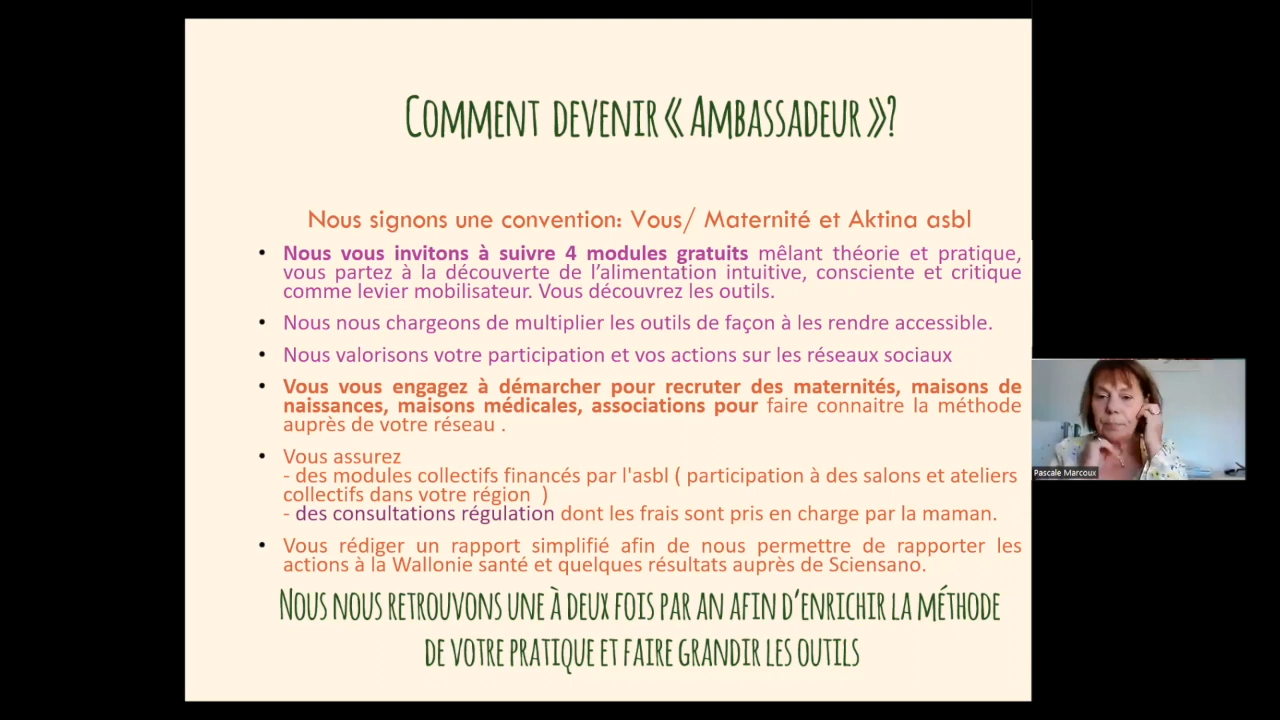 Comment devenir « Ambassadeur »?
Nous signons une convention: Vous/ Maternité et Aktina asbl
• Nous vous invitons à suivre 4 modules gratuits mêlant théorie et pratique,
vous partez à la découverte de l’alimentation intuitive, consciente et critique
comme levier mobilisateur. Vous découvrez les outils.
• Nous nous chargeons de multiplier les outils de façon à les rendre accessible.
• Nous valorisons votre participation et vos actions sur les réseaux sociaux
• Vous vous engagez à démarcher pour recruter des maternités, maisons de
naissances, maisons médicales, associations pour faire connaitre la méthode
auprès de votre réseau .
• Vous assurez
- des modules collectifs financés par l'asbl ( participation à des salons et ateliers
collectifs dans votre région )
- des consultations régulation dont les frais sont pris en charge par la maman.
• Vous rédiger un rapport simplifié afin de nous permettre de rapporter les
actions à la Wallonie santé et quelques résultats auprès de Sciensano.
Nous nous retrouvons une à deux fois par an afin d’enrichir la méthode
de votre pratique et faire grandir les outils
Pascale Marcoux